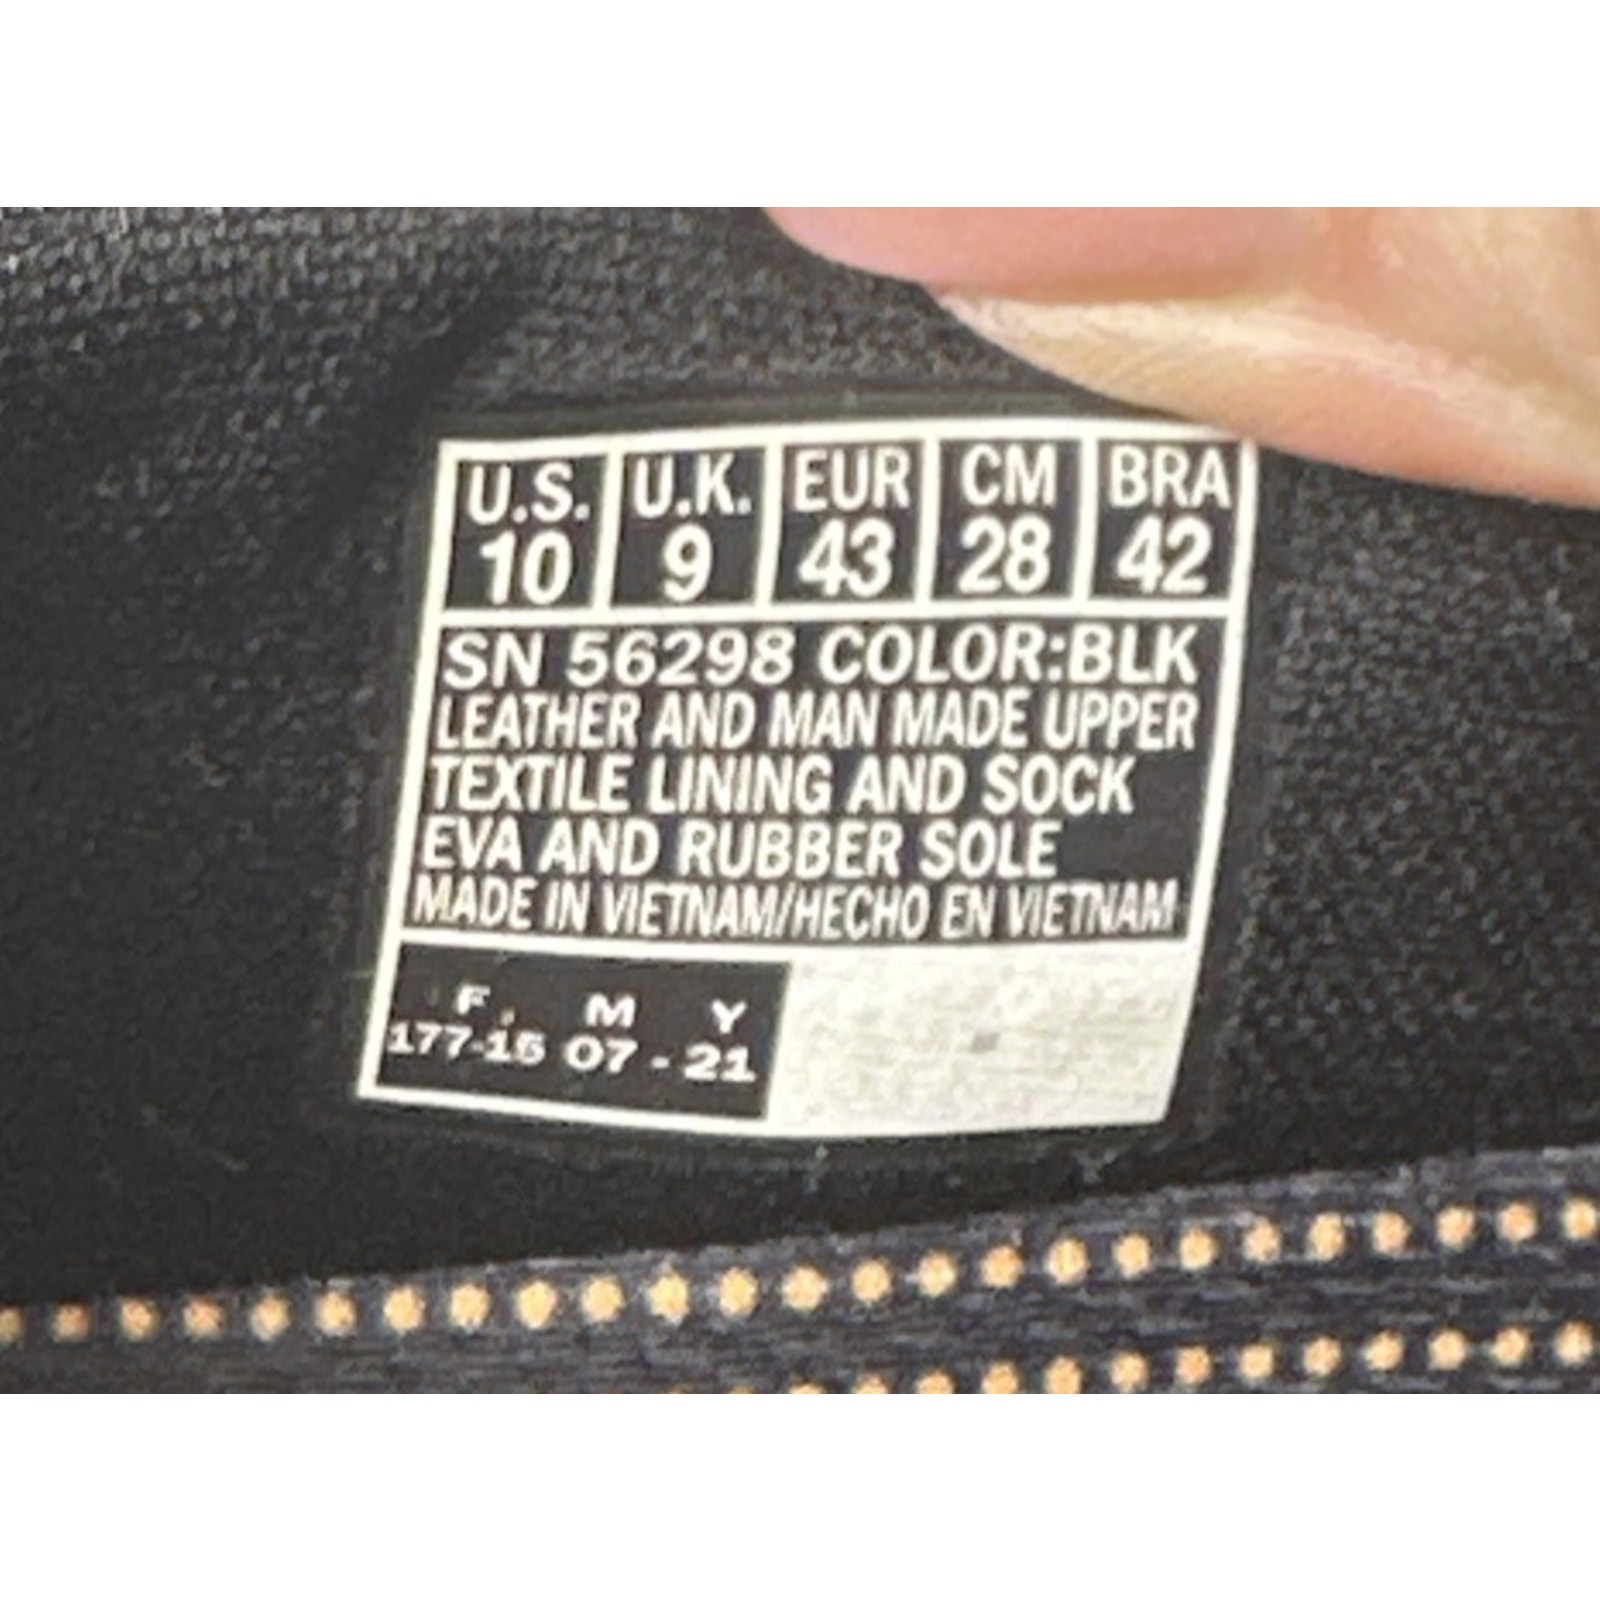 U.S. U.K. EUR CM BRA
10 9 43 28 42
SN 56298 COLOR:BLK
LEATHER AND MAN MADE UPPER
TEXTILE LINING AND SOCK
EVA AND RUBBER SOLE
MADE IN VIETNAM/HECHO EN VIETNAM
F. M Y
177-15 07 - 21